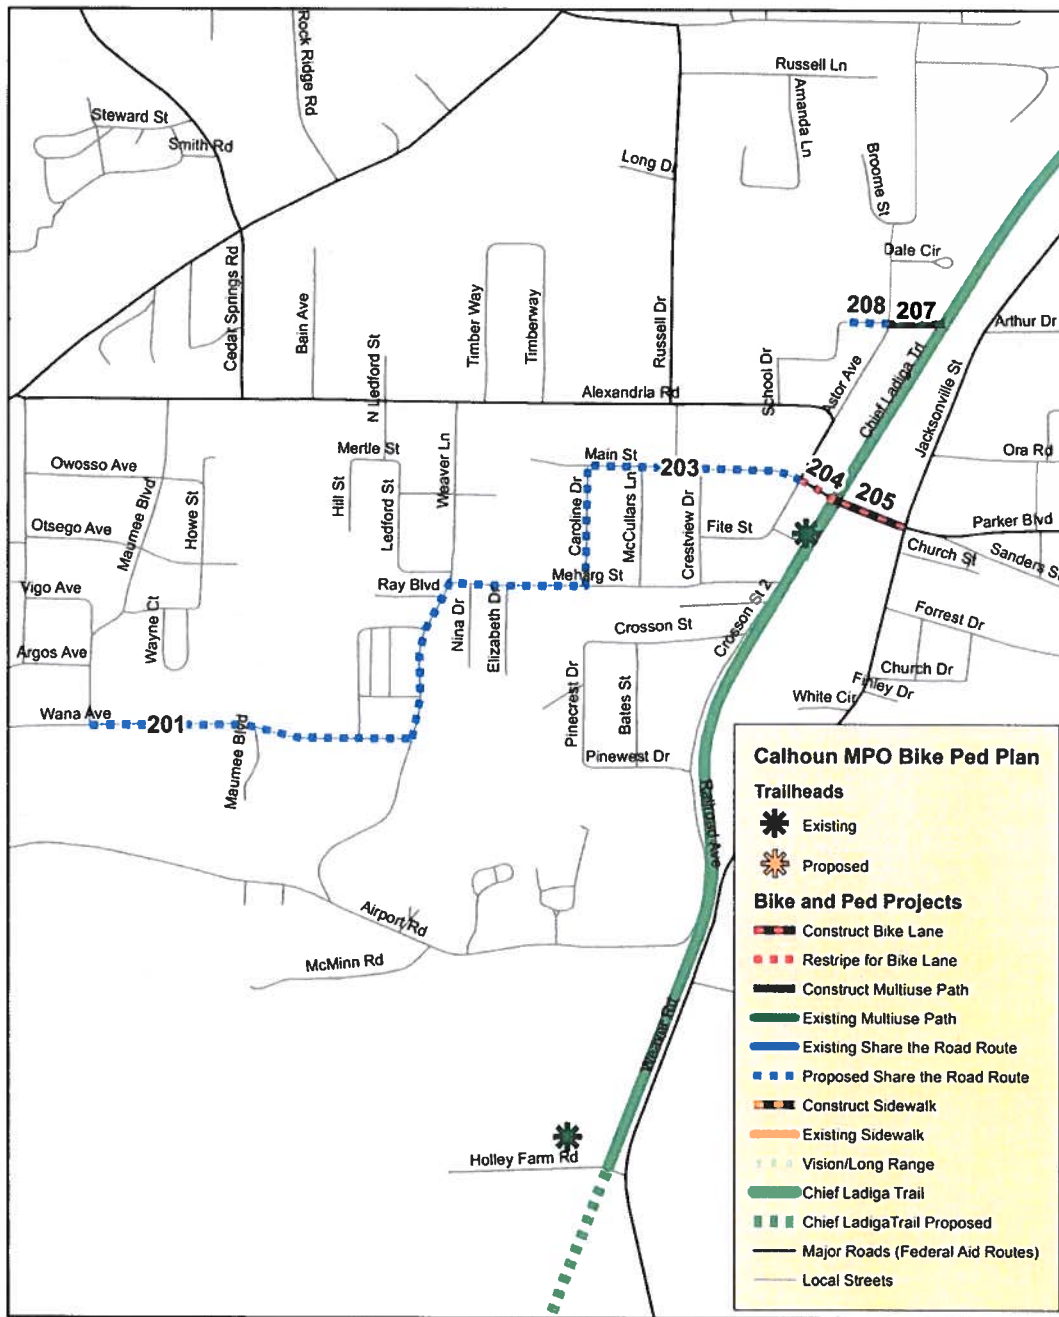 Rock Ridge Rd
Russell Ln
Steward St
Amanda Ln
Smith Rd
Long D
Broome St
Dale Cir
Cedar Springs Rd
Bain Ave
Timber Way
Timberway
Russell Dr
208
207
Arthur Dr
N Ledford St
School Dr
Astor Ave
Chief Ladiga Trl
Jacksonville St
Alexandria Rd
Mertle St
Weaver Ln
Main St
203
Owosso Ave
Maumee Blvd
Howe St
Hill St
Ledford St
Caroline Dr
McCullars Ln
Crestview Dr
204
205
Ora Rd
Otsego Ave
Fite St
Parker Blvd
Church St
Sanders S
Vigo Ave
Ray Blvd
Meharg St
Wayne Ct
Nina Dr
Elizabeth Dr
Crosson St
Crosson St 2
Forrest Dr
Argos Ave
Pinecrest Dr
Bates St
Church Dr
Finley Dr
White Cir
Wana Ave
201
Maumee Blvd
Pinewest Dr
Railroad Ave
Airport Rd
McMinn Rd
Weaver Rd
Holley Farm Rd
Calhoun MPO Bike Ped Plan
Trailheads
Existing
Proposed
Bike and Ped Projects
Construct Bike Lane
Restripe for Bike Lane
Construct Multiuse Path
Existing Multiuse Path
Existing Share the Road Route
Proposed Share the Road Route
Construct Sidewalk
Existing Sidewalk
Vision/Long Range
Chief Ladiga Trail
Chief LadigaTrail Proposed
Major Roads (Federal Aid Routes)
Local Streets